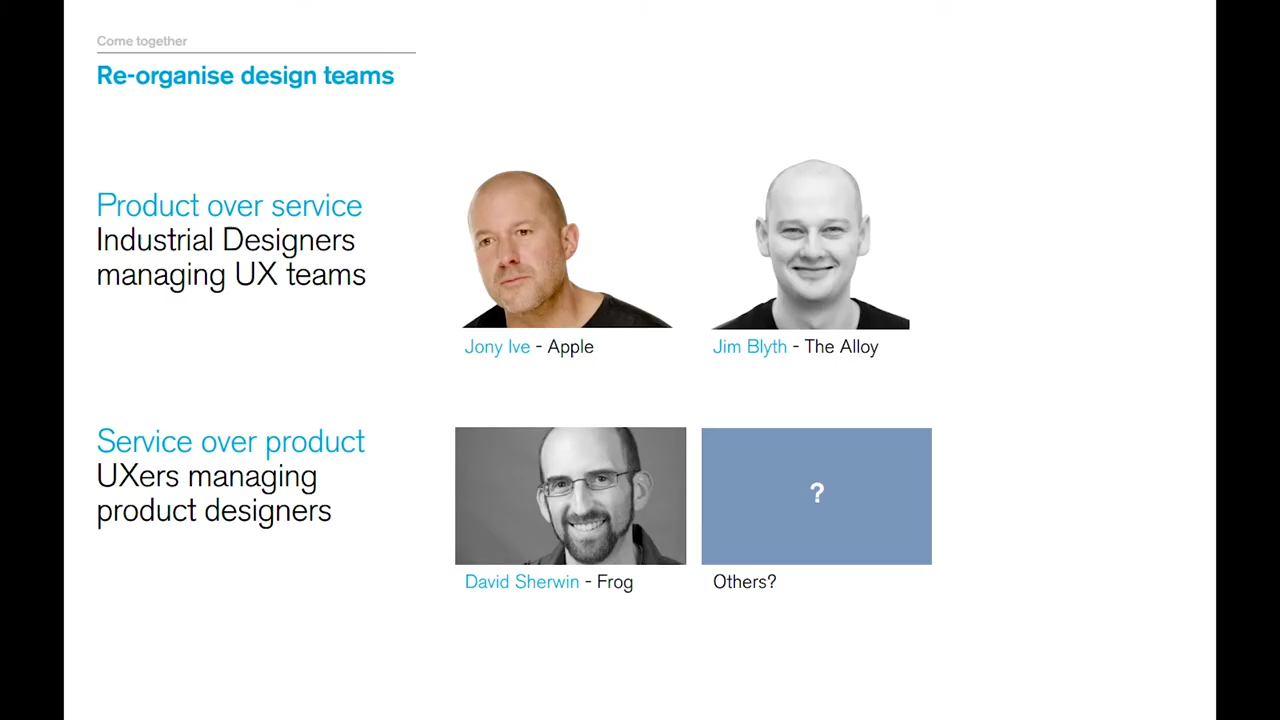 Come together
Re-organise design teams
Product over service
Industrial Designers
managing UX teams
Jony Ive - Apple
Jim Blyth - The Alloy
Service over product
UXers managing
product designers
?
David Sherwin - Frog
Others?